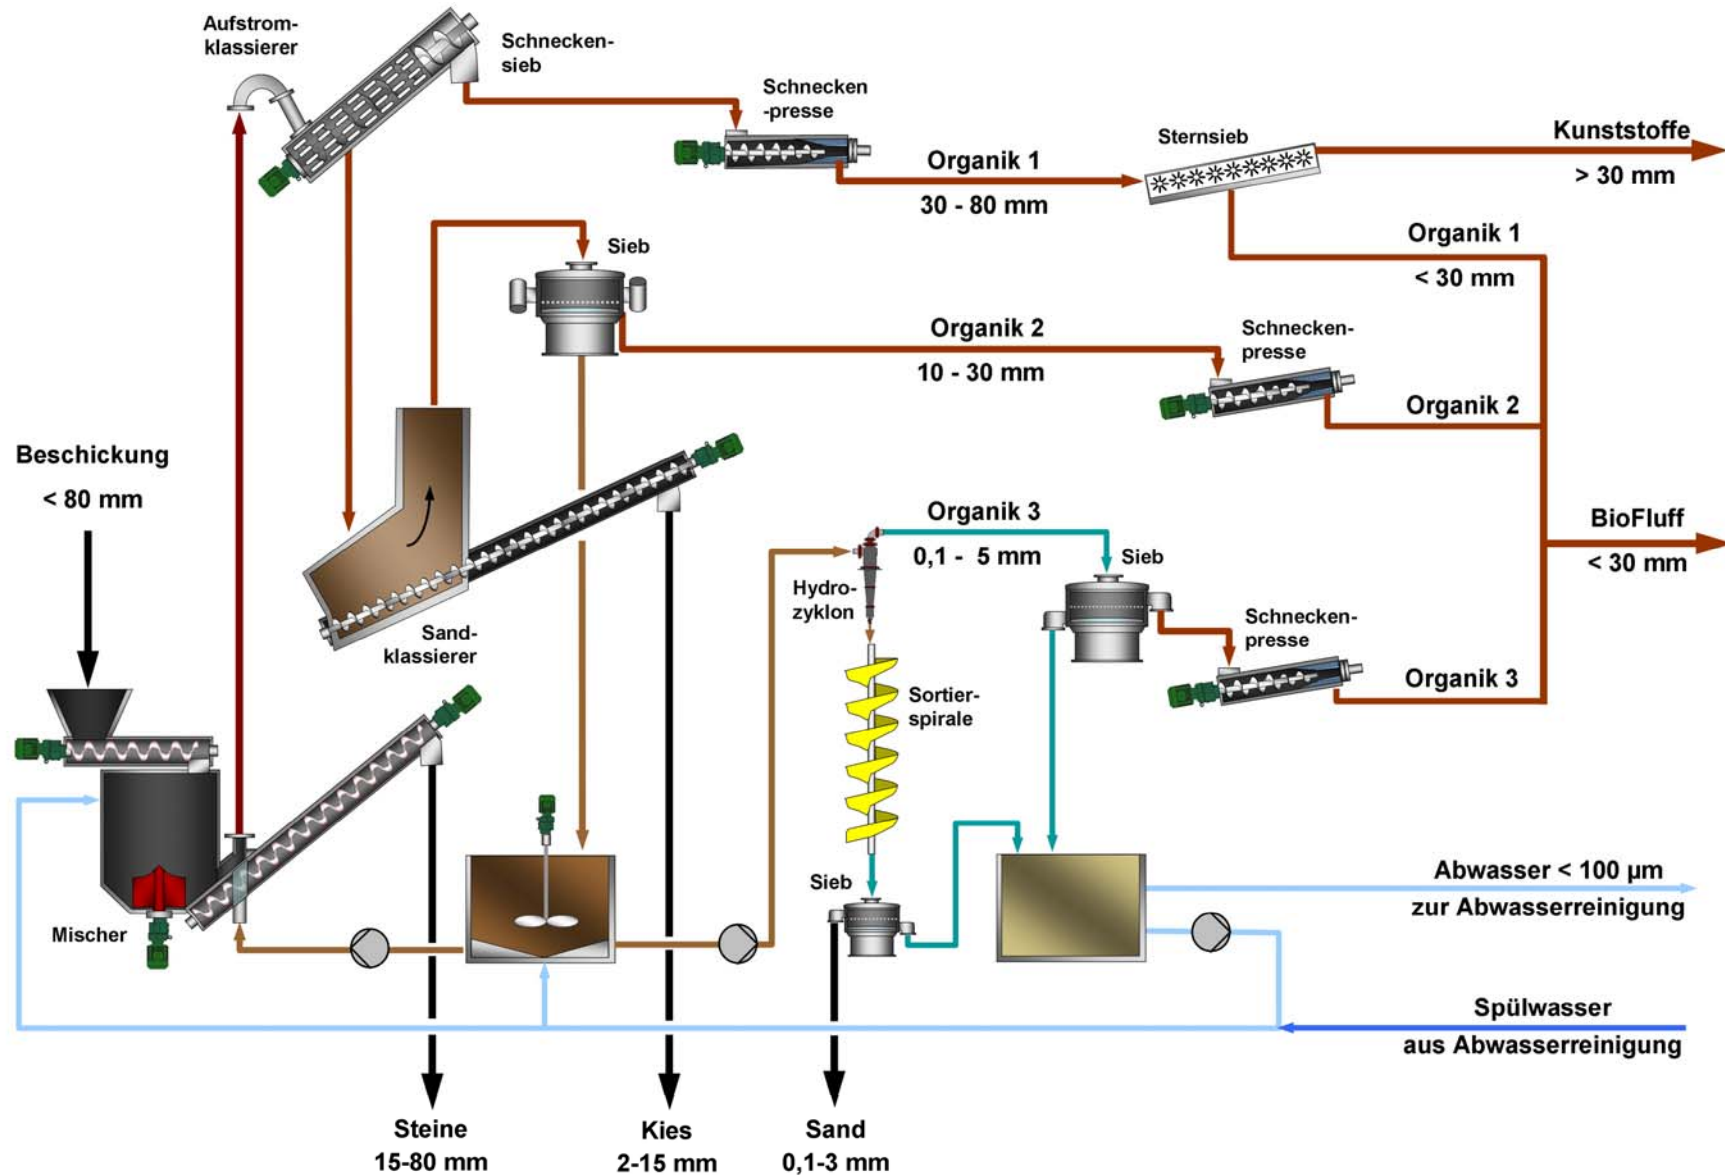 Aufstrom-
klassierer
Schnecken-
sieb
Schnecken
-presse
Organik 1
30 - 80 mm
Sternsieb
Kunststoffe
> 30 mm
Organik 1
< 30 mm
Sieb
Organik 2
10 - 30 mm
Schnecken-
presse
Organik 2
Beschickung
< 80 mm
Organik 3
0,1 - 5 mm
Sieb
BioFluff
< 30 mm
Hydro-
zyklon
Schnecken-
presse
Organik 3
Sand-
klassierer
Sortier-
spirale
Sieb
Mischer
Abwasser < 100 µm
zur Abwasserreinigung
Spülwasser
aus Abwasserreinigung
Steine
15-80 mm
Kies
2-15 mm
Sand
0,1-3 mm